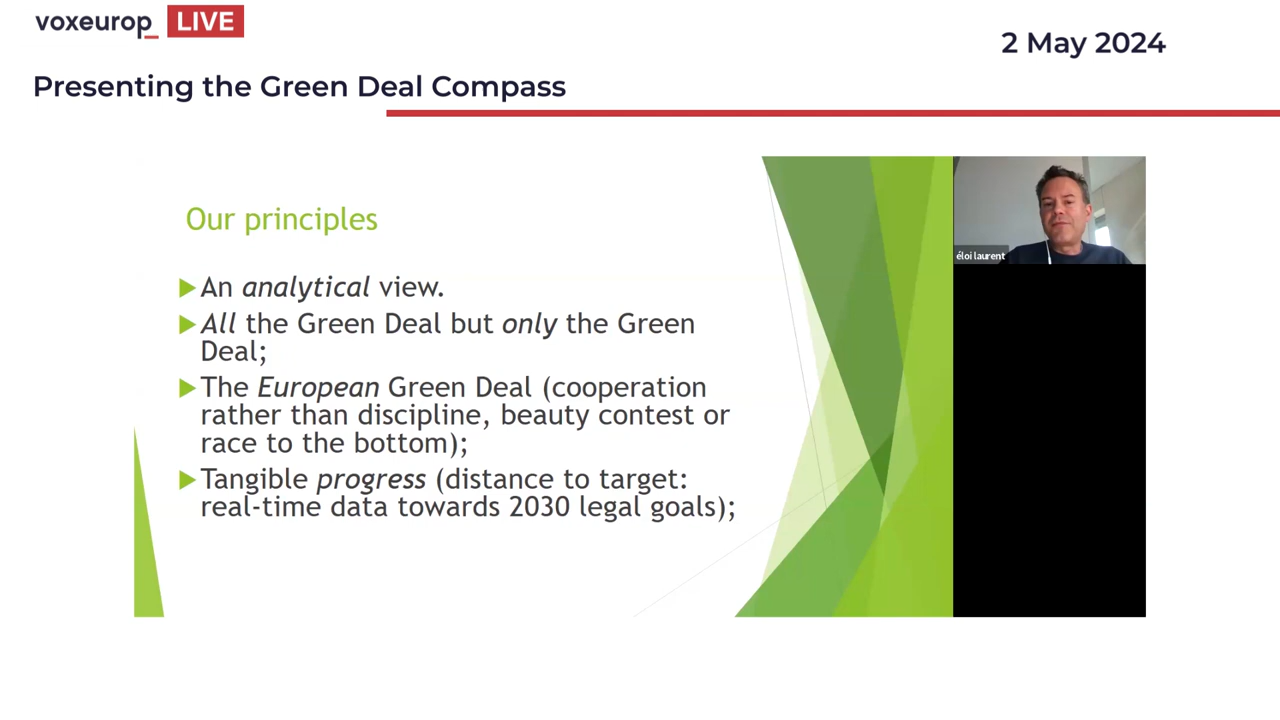 voxeurop_ LIVE
2 May 2024
Presenting the Green Deal Compass
Our principles
An analytical view.
All the Green Deal but only the Green
Deal;
The European Green Deal (cooperation
rather than discipline, beauty contest or
race to the bottom);
Tangible progress (distance to target:
real-time data towards 2030 legal goals);
éloi laurent